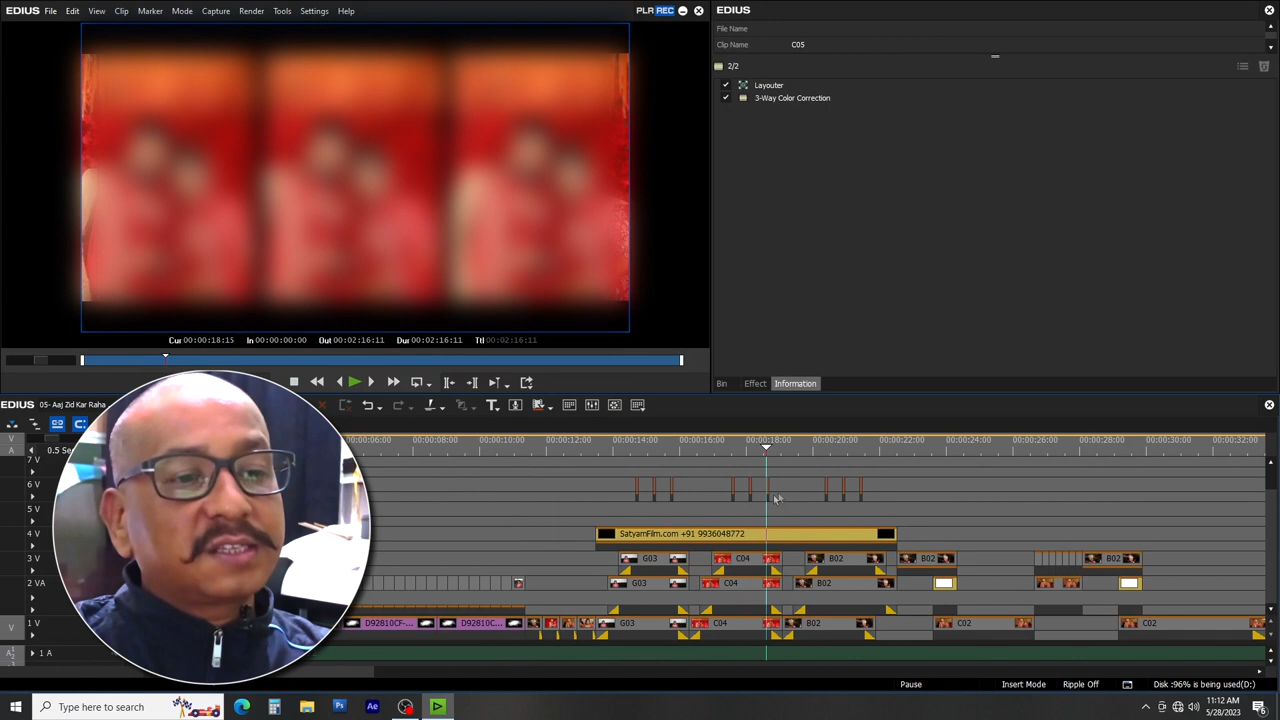 EDIUS File Edit View Clip Capture Marker Mode Render Tools Settings Help PLR REC
EDIUS
File Name
Clip Name C05
2/2
Layouter
3-Way Color Correction
Cur 00:00:18:15 In 00:00:00:00 Out 00:02:16:11 Dur 00:02:16:11 Ttl 00:02:16:11
Bin Effect Information
EDIUS 05- Aaj Zid Kar Raha
V
A
0.5 Se
00:00:06:00 00:00:08:00 00:00:10:00 00:00:12:00 00:00:14:00 00:00:16:00 00:00:18:00 00:00:20:00 00:00:22:00 00:00:24:00 00:00:26:00 00:00:28:00 00:00:30:00 00:00:32:00
6 V
5 V
4 V SatyamFilm.com +91 9936048772
3 V G03 C04 B02 B02 B02
2 VA G03 C04 B02
V 1 V D92810CF-... D92810C... G03 C04 B02 C02 C02
1 A
Pause Insert Mode Ripple Off Disk :96% is being used(D:)
Type here to search Ps Ae 11:12 AM
5/28/2023 6